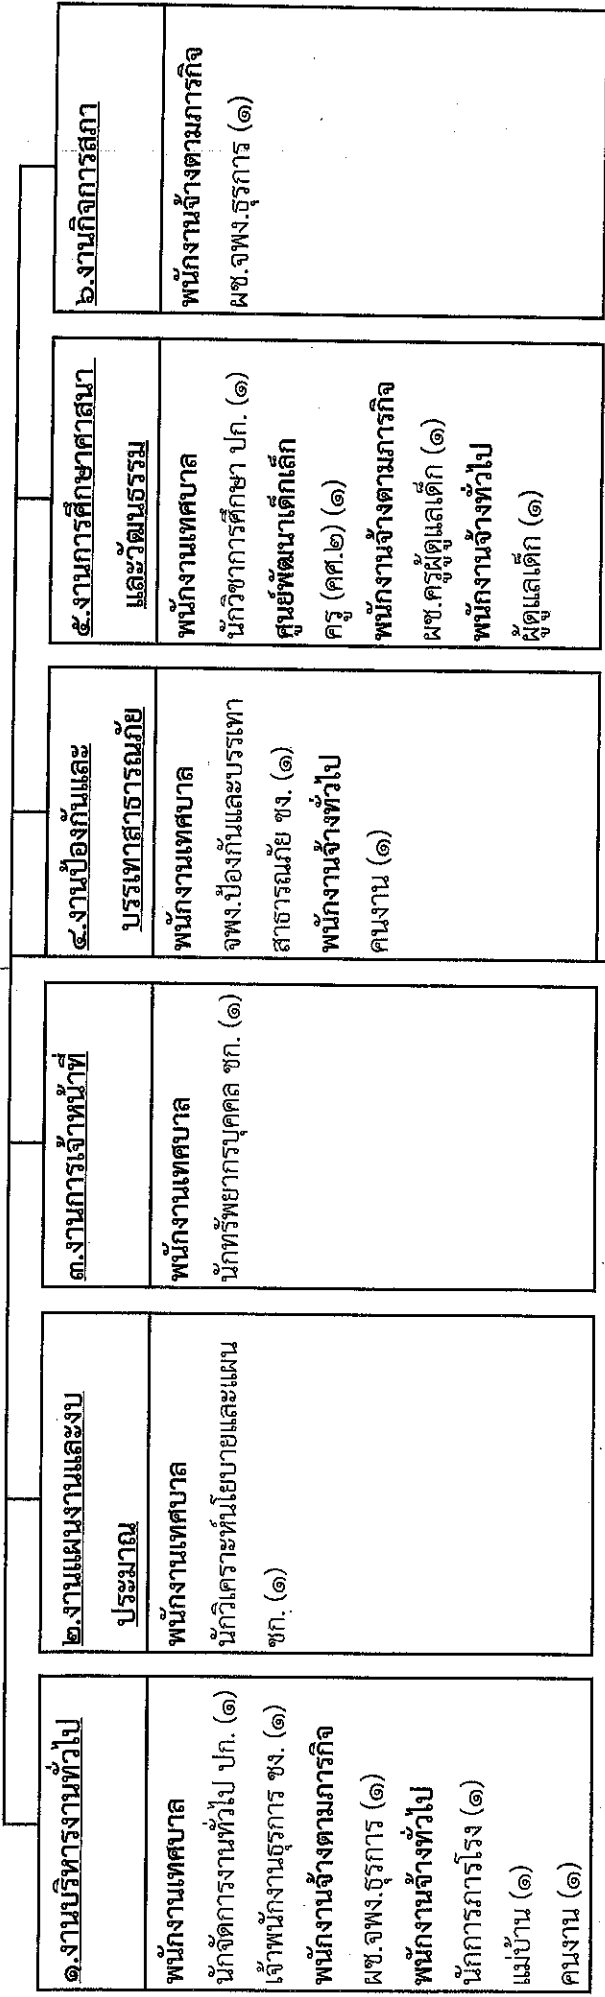 ๑.งานบริหารงานทั่วไป
พนักงานเทศบาล
นักจัดการงานทั่วไป ปก. (๑)
เจ้าพนักงานธุรการ ชง. (๑)
พนักงานจ้างตามภารกิจ
ผช.จพง.ธุรการ (๑)
พนักงานจ้างทั่วไป
นักการภารโรง (๑)
แม่บ้าน (๑)
คนงาน (๑)
๒.งานแผนงานและงบ
ประมาณ
พนักงานเทศบาล
นักวิเคราะห์นโยบายและแผน
ชก. (๑)
๓.งานการเจ้าหน้าที่
พนักงานเทศบาล
นักทรัพยากรบุคคล ชก. (๑)
๔.งานป้องกันและ
บรรเทาสาธารณภัย
พนักงานเทศบาล
จพง.ป้องกันและบรรเทา
สาธารณภัย ชง. (๑)
พนักงานจ้างทั่วไป
คนงาน (๑)
๕.งานการศึกษาศาสนา
และวัฒนธรรม
พนักงานเทศบาล
นักวิชาการศึกษา ปก. (๑)
ศูนย์พัฒนาเด็กเล็ก
ครู (คศ.๒) (๑)
พนักงานจ้างตามภารกิจ
ผช.ครูผู้ดูแลเด็ก (๑)
พนักงานจ้างทั่วไป
ผู้ดูแลเด็ก (๑)
๖.งานกิจการสภา
พนักงานจ้างตามภารกิจ
ผช.จพง.ธุรการ (๑)